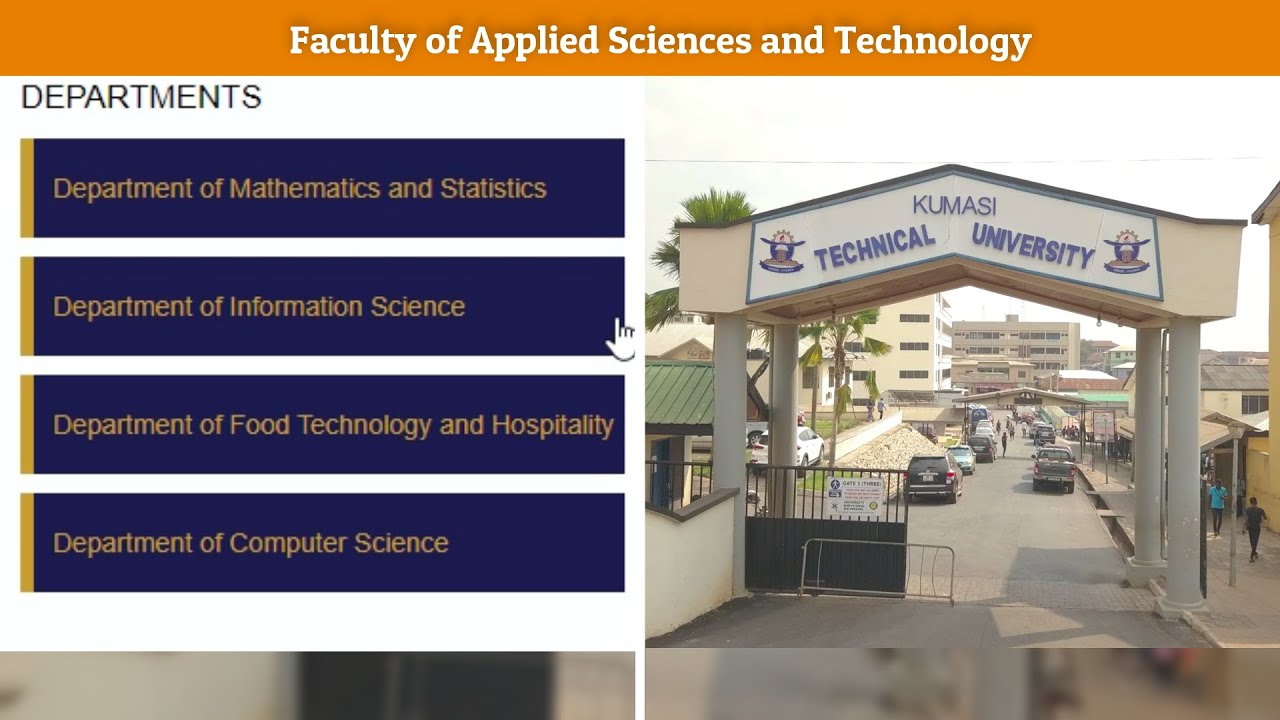 Faculty of Applied Sciences and Technology
DEPARTMENTS
Department of Mathematics and Statistics
Department of Information Science
Department of Food Technology and Hospitality
Department of Computer Science
KUMASI
TECHNICAL UNIVERSITY
GATE 3 (THREE)